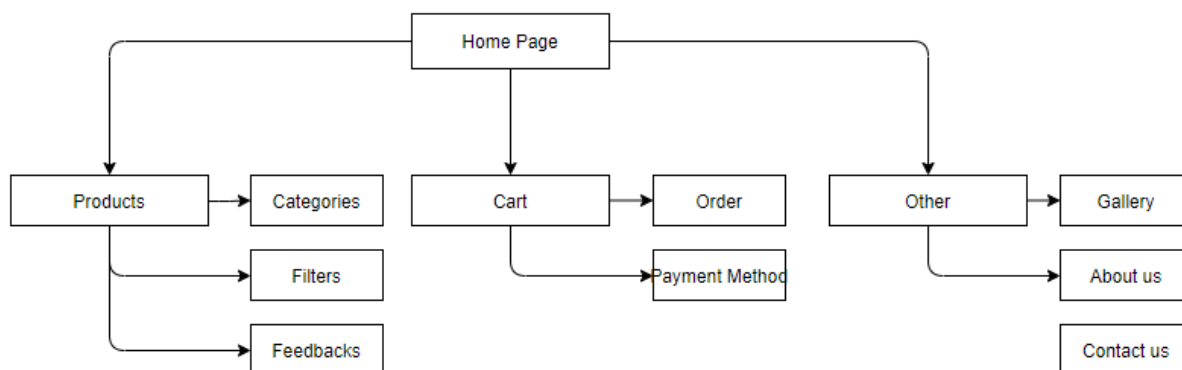 Home Page
Products
Categories
Cart
Order
Other
Gallery
Filters
Payment Method
About us
Feedbacks
Contact us